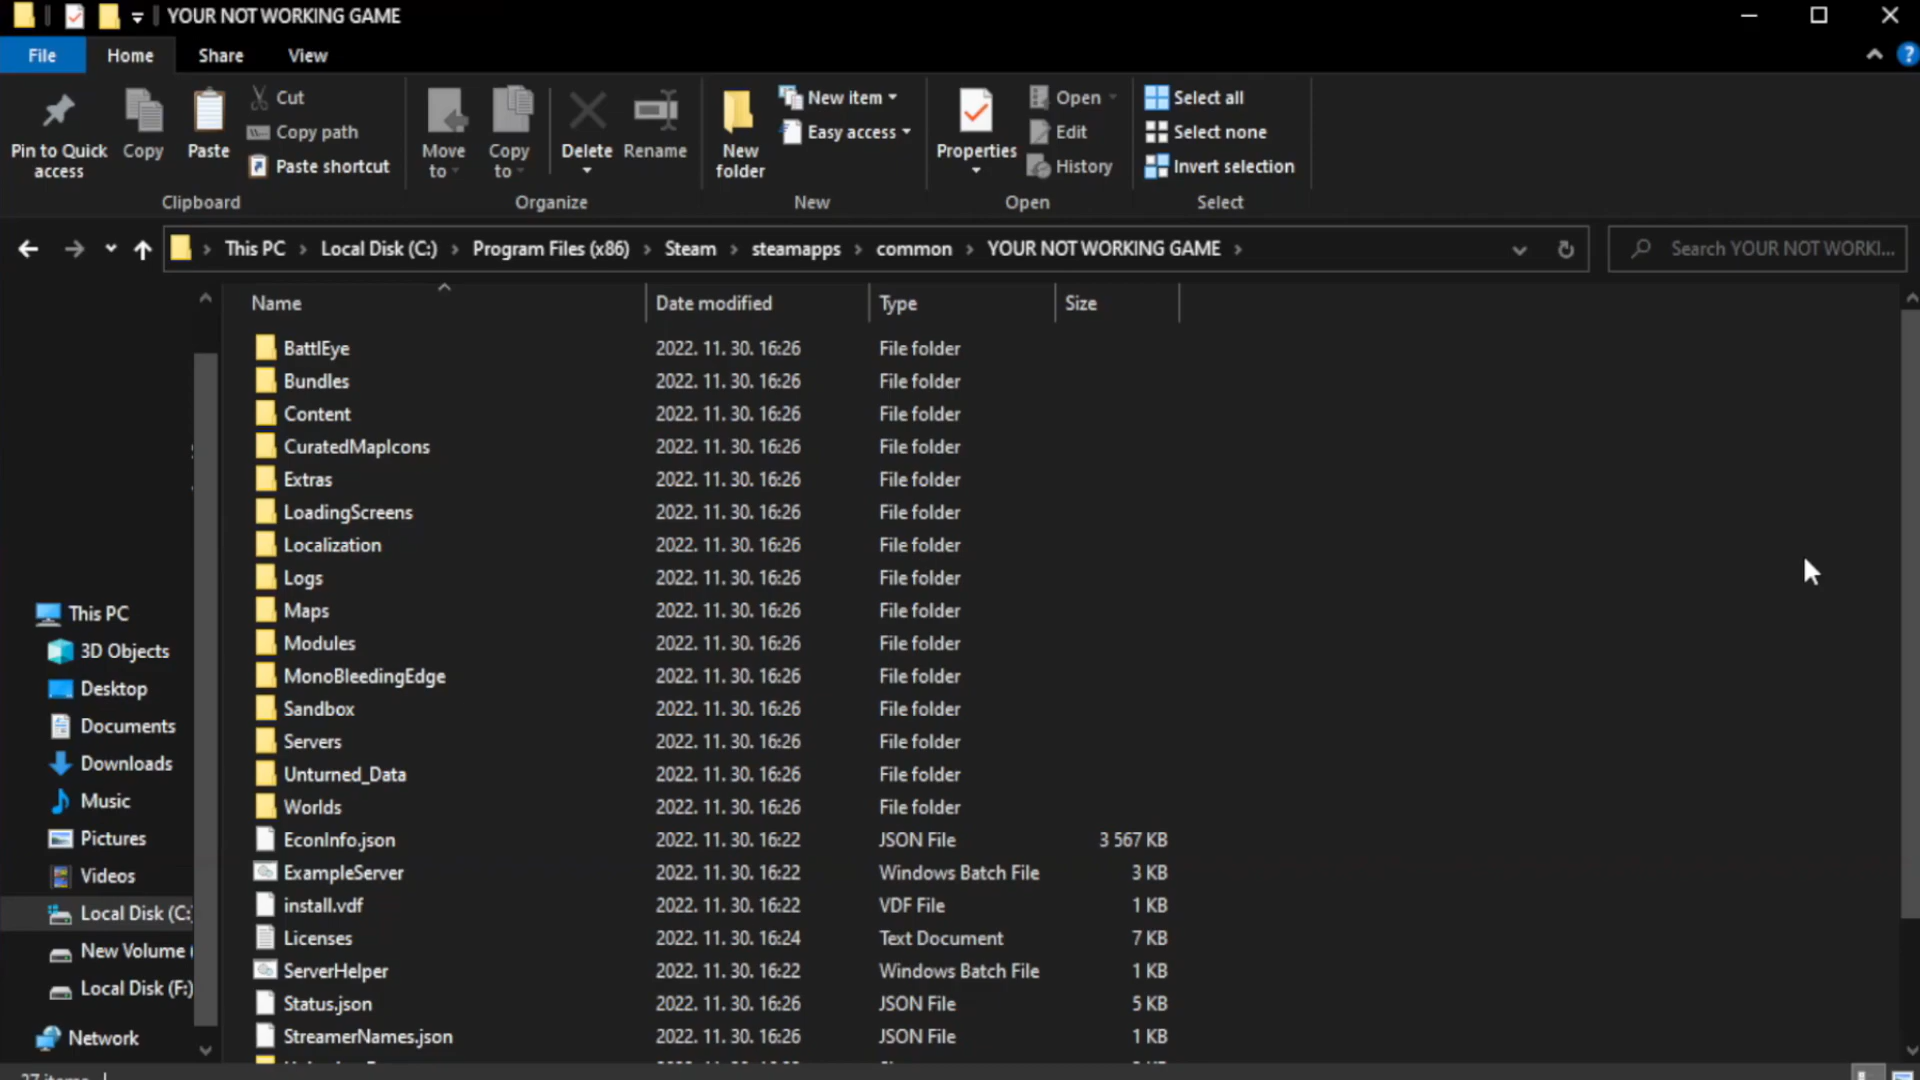 YOUR NOT WORKING GAME
File Home Share View
Pin to Quick access
Copy
Paste
Cut
Copy path
Paste shortcut
Clipboard
Move to
Copy to
Delete
Rename
Organize
New folder
New item
Easy access
New
Properties
Open
Edit
History
Open
Select all
Select none
Invert selection
Select
This PC › Local Disk (C:) › Program Files (x86) › Steam › steamapps › common › YOUR NOT WORKING GAME ›
Search YOUR NOT WORKI...
This PC
3D Objects
Desktop
Documents
Downloads
Music
Pictures
Videos
Local Disk (C:
New Volume (
Local Disk (F:)
Network
Name Date modified Type Size
BattlEye 2022. 11. 30. 16:26 File folder
Bundles 2022. 11. 30. 16:26 File folder
Content 2022. 11. 30. 16:26 File folder
CuratedMapIcons 2022. 11. 30. 16:26 File folder
Extras 2022. 11. 30. 16:26 File folder
LoadingScreens 2022. 11. 30. 16:26 File folder
Localization 2022. 11. 30. 16:26 File folder
Logs 2022. 11. 30. 16:26 File folder
Maps 2022. 11. 30. 16:26 File folder
Modules 2022. 11. 30. 16:26 File folder
MonoBleedingEdge 2022. 11. 30. 16:26 File folder
Sandbox 2022. 11. 30. 16:26 File folder
Servers 2022. 11. 30. 16:26 File folder
Unturned_Data 2022. 11. 30. 16:26 File folder
Worlds 2022. 11. 30. 16:26 File folder
EconInfo.json 2022. 11. 30. 16:22 JSON File 3 567 KB
ExampleServer 2022. 11. 30. 16:22 Windows Batch File 3 KB
install.vdf 2022. 11. 30. 16:22 VDF File 1 KB
Licenses 2022. 11. 30. 16:24 Text Document 7 KB
ServerHelper 2022. 11. 30. 16:22 Windows Batch File 1 KB
Status.json 2022. 11. 30. 16:26 JSON File 5 KB
StreamerNames.json 2022. 11. 30. 16:26 JSON File 1 KB